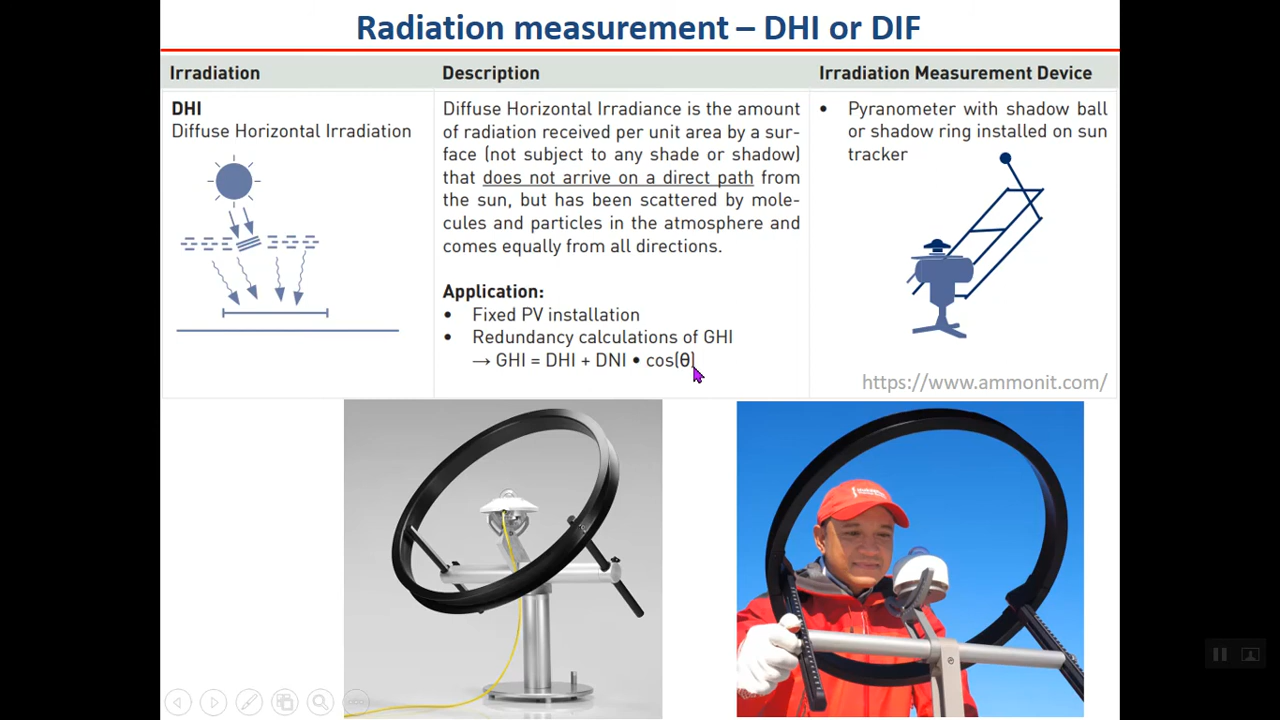 Radiation measurement – DHI or DIF
Irradiation
Description
Irradiation Measurement Device
DHI
Diffuse Horizontal Irradiation
Diffuse Horizontal Irradiance is the amount
of radiation received per unit area by a sur-
face (not subject to any shade or shadow)
that does not arrive on a direct path from
the sun, but has been scattered by mole-
cules and particles in the atmosphere and
comes equally from all directions.
Application:
• Fixed PV installation
• Redundancy calculations of GHI
→ GHI = DHI + DNI • cos(θ)
• Pyranometer with shadow ball
or shadow ring installed on sun
tracker
https://www.ammonit.com/